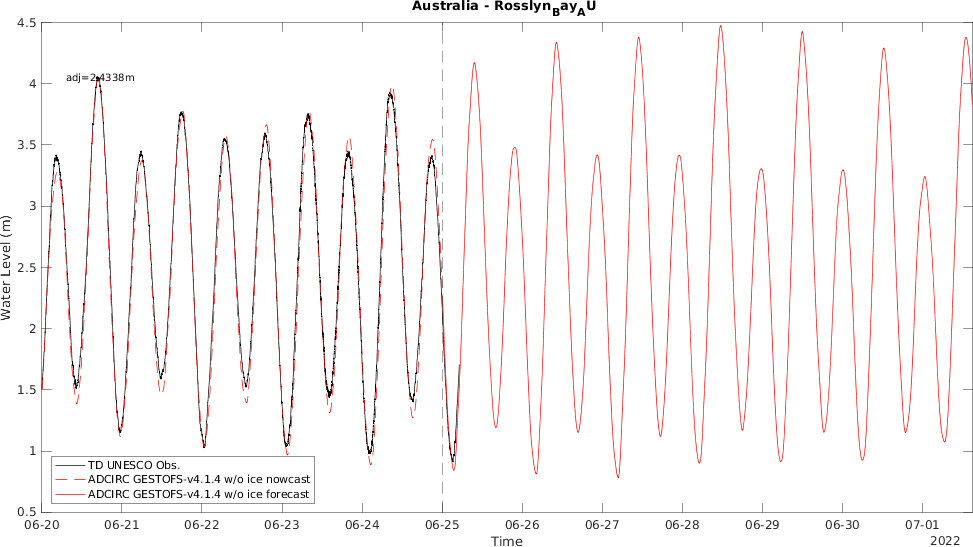 Australia - Rosslyn_Bay_AU
4.5
adj=2.4338m
4
3.5
3
2.5
2
1.5
1
0.5
Water Level (m)
TD UNESCO Obs.
ADCIRC GESTOFS-v4.1.4 w/o ice nowcast
ADCIRC GESTOFS-v4.1.4 w/o ice forecast
06-20 06-21 06-22 06-23 06-24 06-25 06-26 06-27 06-28 06-29 06-30 07-01
Time
2022